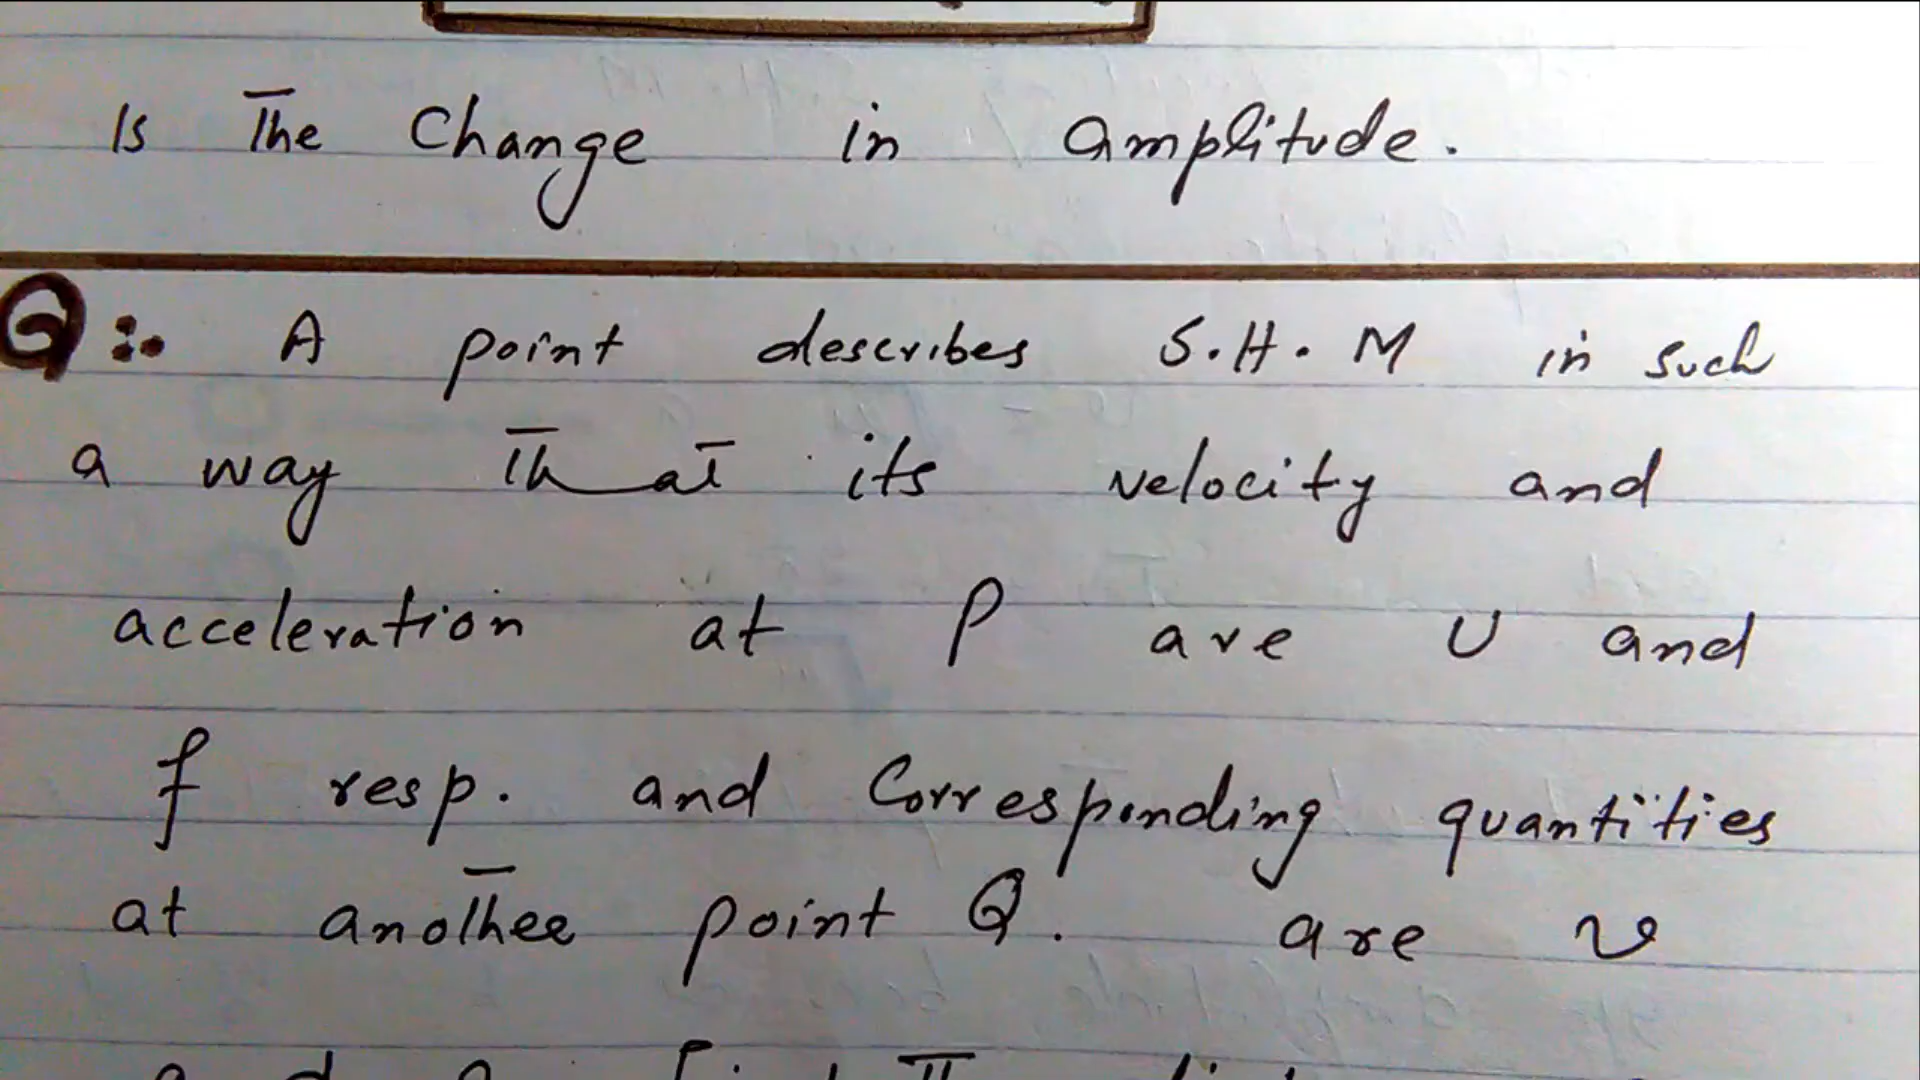 Is The Change in amplitude.
Q:. A point describes S.H.M in such
a way That its velocity and
acceleration at P are U and
f resp. and Corresponding quantities
at another point Q. are v